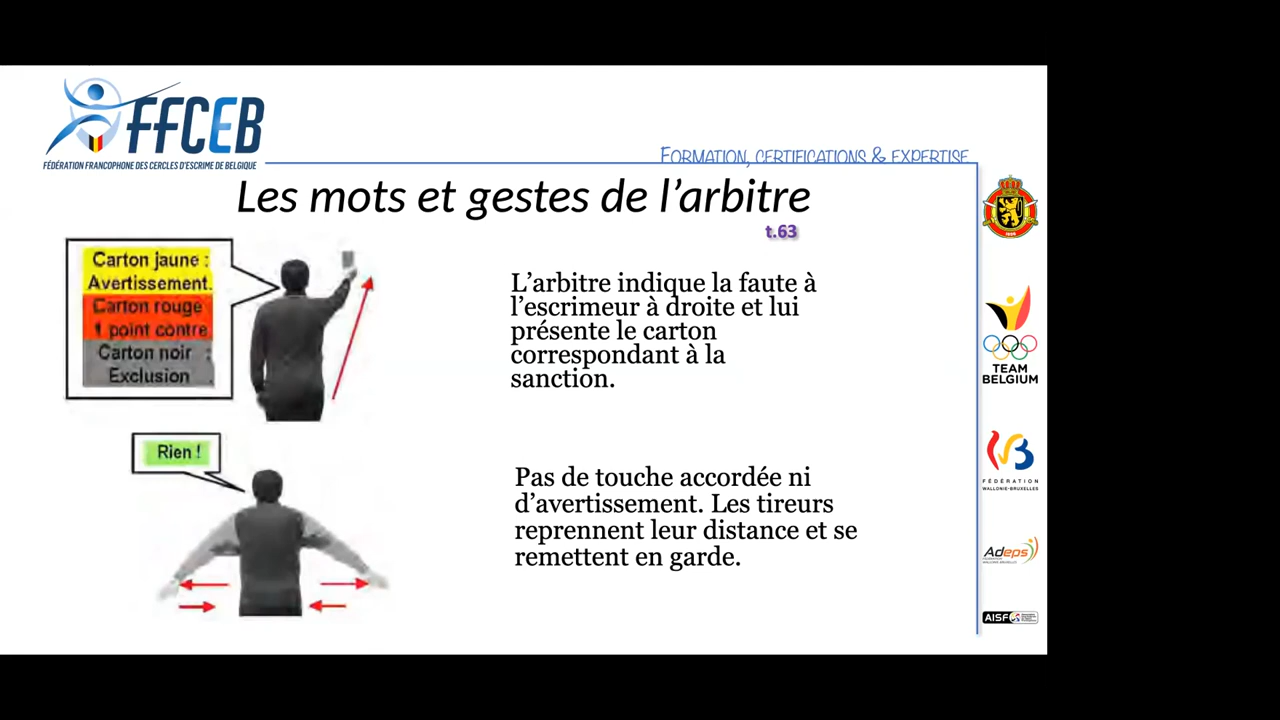 FFCEB
FÉDÉRATION FRANCOPHONE DES CERCLES D'ESCRIME DE BELGIQUE
FORMATION, CERTIFICATIONS & EXPERTISE
Les mots et gestes de l'arbitre
t.63
Carton jaune :
Avertissement.
Carton rouge
1 point contre
Carton noir :
Exclusion
L'arbitre indique la faute à
l'escrimeur à droite et lui
présente le carton
correspondant à la
sanction.
Rien !
Pas de touche accordée ni
d'avertissement. Les tireurs
reprennent leur distance et se
remettent en garde.
TEAM
BELGIUM
FÉDÉRATION
WALLONIE-BRUXELLES
Adeps
AISF